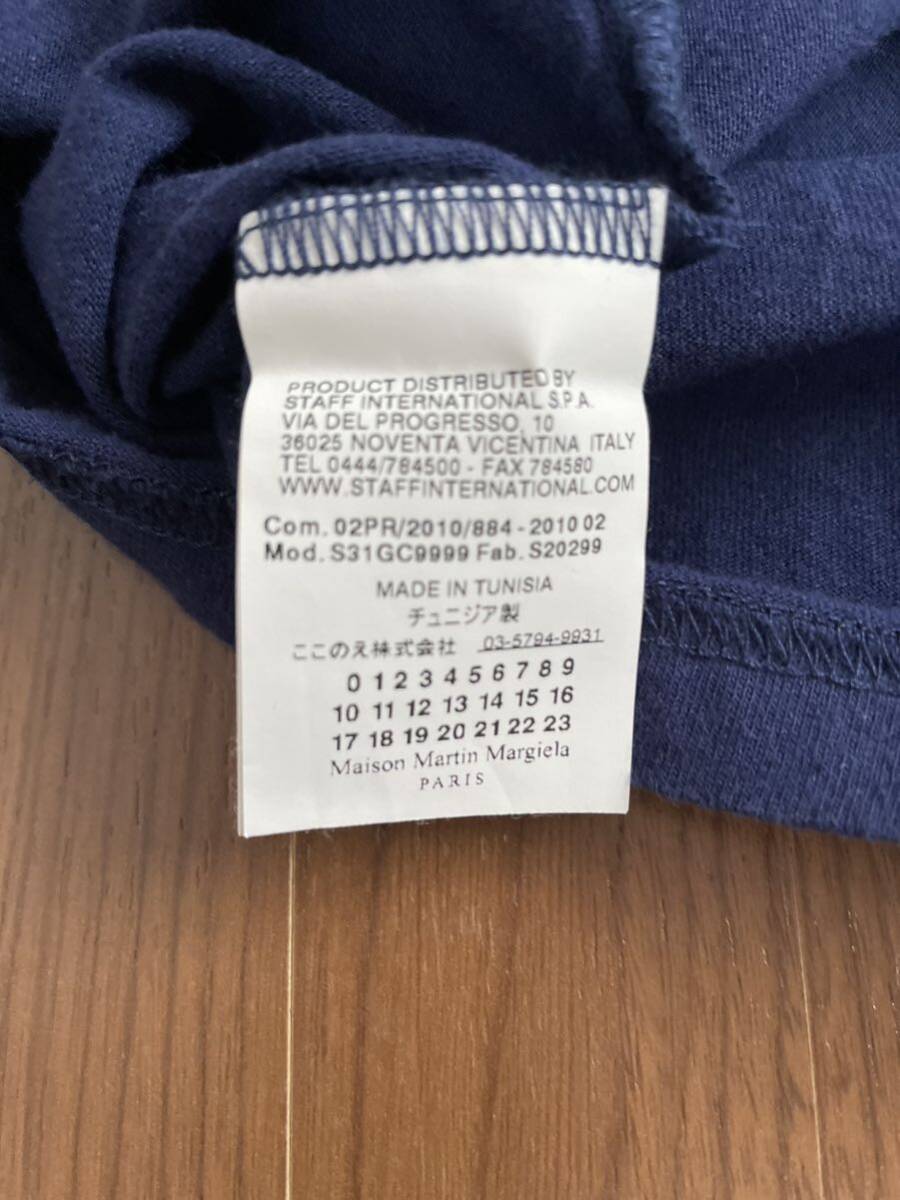 PRODUCT DISTRIBUTED BY
STAFF INTERNATIONAL S.P.A.
VIA DEL PROGRESSO, 10
36025 NOVENTA VICENTINA ITALY
TEL 0444/784500 - FAX 784580
WWW.STAFFINTERNATIONAL.COM
Com. 02PR/2010/884 - 2010 02
Mod. S31GC9999 Fab. S20299
MADE IN TUNISIA
チュニジア製
ここのえ株式会社 03-5794-9931
0 1 2 3 4 5 6 7 8 9
10 11 12 13 14 15 16
17 18 19 20 21 22 23
Maison Martin Margiela
PARIS